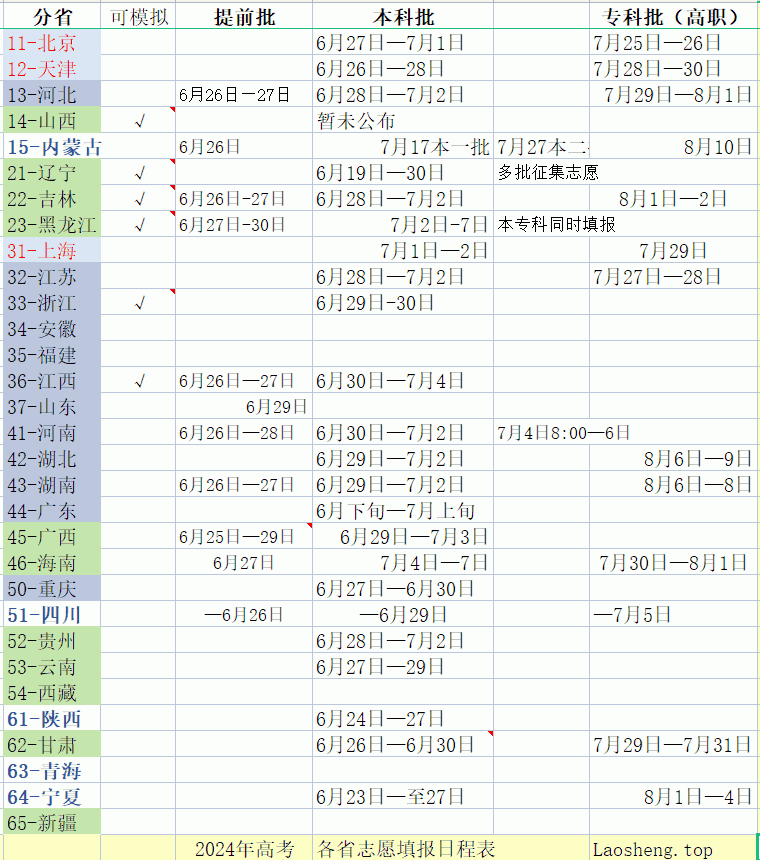 分省 可模拟 提前批 本科批 专科批（高职）
11-北京 6月27日—7月1日 7月25日—26日
12-天津 6月26日—28日 7月28日—30日
13-河北 6月26日—27日 6月28日—7月2日 7月29日—8月1日
14-山西 √ 暂未公布
15-内蒙古 6月26日 7月17本一批 7月27本二 8月10日
21-辽宁 √ 6月19日—30日 多批征集志愿
22-吉林 √ 6月26日-27日 6月28日—7月2日 8月1日—2日
23-黑龙江 √ 6月27日-30日 7月2日-7日 本专科同时填报
31-上海 7月1日—2日 7月29日
32-江苏 6月28日—7月2日 7月27日—28日
33-浙江 √ 6月29日-30日
34-安徽
35-福建
36-江西 √ 6月26日—27日 6月30日—7月4日
37-山东 6月29日
41-河南 6月26日—28日 6月30日—7月2日 7月4日8:00—6日
42-湖北 6月29日—7月2日 8月6日—9日
43-湖南 6月26日—27日 6月29日—7月2日 8月6日—8日
44-广东 6月下旬—7月上旬
45-广西 6月25日—29日 6月29日—7月3日
46-海南 6月27日 7月4日—7日 7月30日—8月1日
50-重庆 6月27日—6月30日
51-四川 —6月26日 —6月29日 —7月5日
52-贵州 6月28日—7月2日
53-云南 6月27日—29日
54-西藏
61-陕西 6月24日—27日
62-甘肃 6月26日—6月30日 7月29日—7月31日
63-青海
64-宁夏 6月23日—至27日 8月1日—4日
65-新疆
2024年高考 各省志愿填报日程表 Laosheng.top